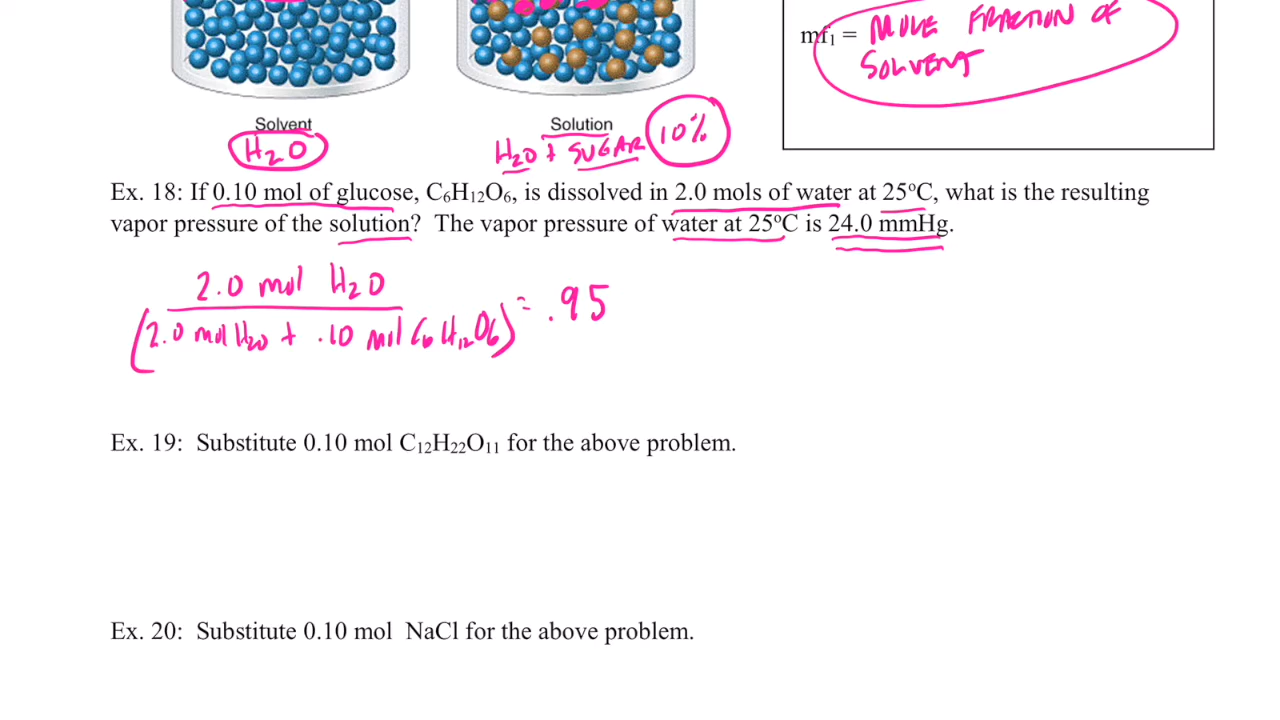 mf₁ = MOLE FRACTION OF
SOLVENT
Solvent
H₂O
Solution
H₂O + SUGAR 10%
Ex. 18: If 0.10 mol of glucose, C₆H₁₂O₆, is dissolved in 2.0 mols of water at 25°C, what is the resulting
vapor pressure of the solution? The vapor pressure of water at 25°C is 24.0 mmHg.
2.0 mol H₂O
(2.0 mol H₂O + .10 mol C₆H₁₂O₆) = .95
Ex. 19: Substitute 0.10 mol C₁₂H₂₂O₁₁ for the above problem.
Ex. 20: Substitute 0.10 mol NaCl for the above problem.